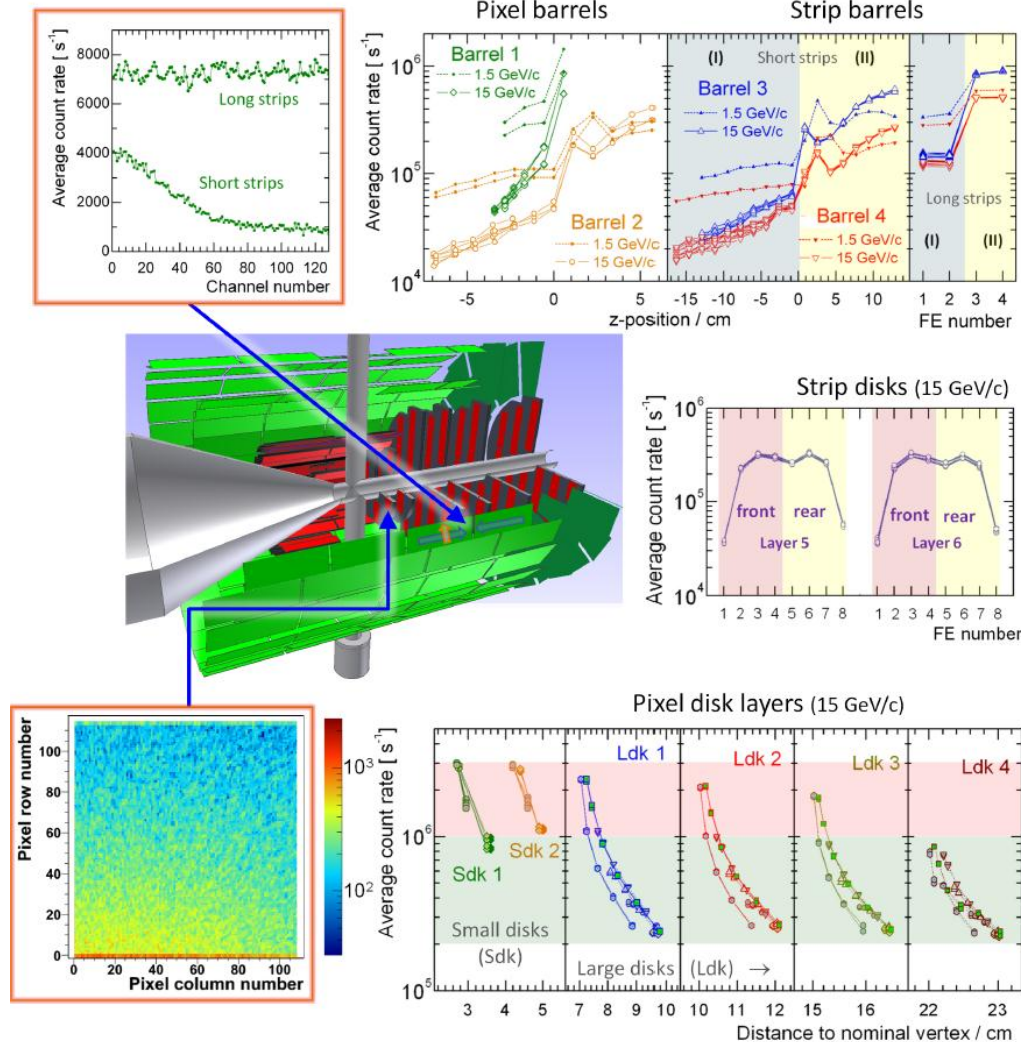 Pixel barrels
Strip barrels
Average count rate [ s⁻¹ ]
9000
8000
6000
4000
2000
0
Long strips
Short strips
0 20 40 60 80 100 120
Channel number
Average count rate [ s⁻¹ ]
10⁶
10⁵
10⁴
Barrel 1
1.5 GeV/c
15 GeV/c
Barrel 2
1.5 GeV/c
15 GeV/c
-5 0 5
(I) Short strips (II)
Barrel 3
1.5 GeV/c
15 GeV/c
Barrel 4
1.5 GeV/c
15 GeV/c
-15 -10 -5 0 5 10
z-position / cm
Long strips
(I)
(II)
1 2 3 4
FE number
Strip disks (15 GeV/c)
Average count rate [ s⁻¹ ]
10⁶
10⁵
10⁴
front rear
Layer 5
front rear
Layer 6
1 2 3 4 5 6 7 8
1 2 3 4 5 6 7 8
FE number
Pixel row number
100
80
60
40
20
0
0 20 40 60 80 100
Pixel column number
10³
10²
Pixel disk layers (15 GeV/c)
Average count rate [ s⁻¹ ]
10⁶
10⁵
Ldk 1
Ldk 2
Ldk 3
Ldk 4
Sdk 1
Sdk 2
Small disks
(Sdk)
Large disks (Ldk) →
3 4 5
7 8 9 10
10 11 12
15 16
22 23
Distance to nominal vertex / cm